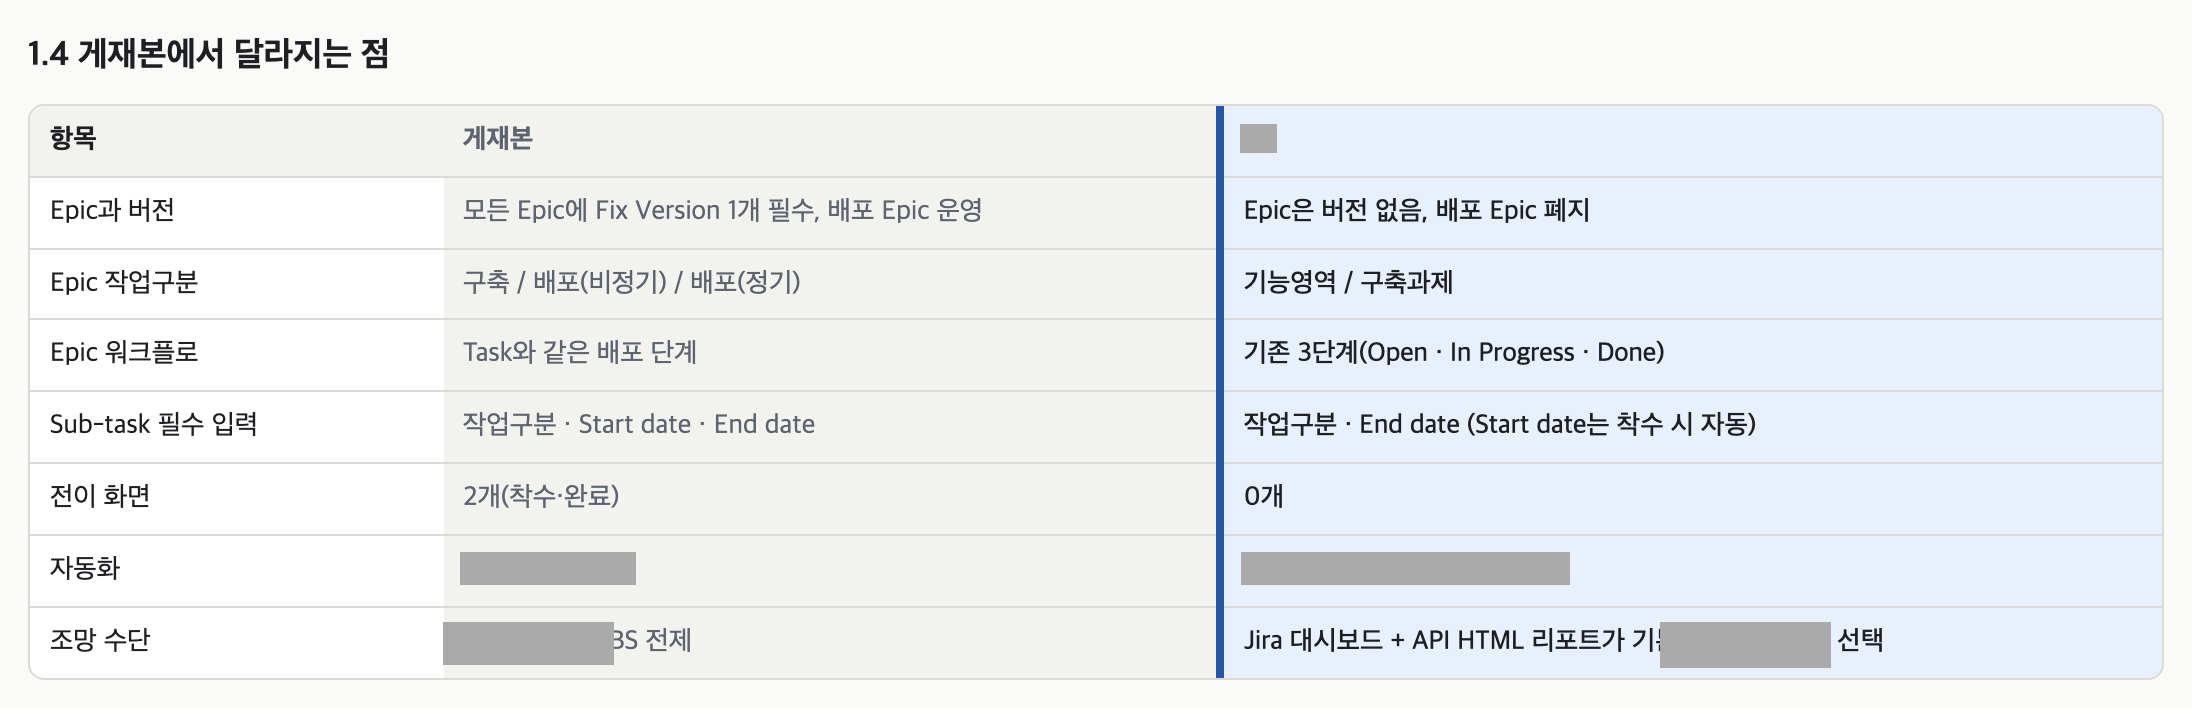 1.4 게재본에서 달라지는 점
항목 게재본
Epic과 버전 모든 Epic에 Fix Version 1개 필수, 배포 Epic 운영 Epic은 버전 없음, 배포 Epic 폐지
Epic 작업구분 구축 / 배포(비정기) / 배포(정기) 기능영역 / 구축과제
Epic 워크플로 Task와 같은 배포 단계 기존 3단계(Open · In Progress · Done)
Sub-task 필수 입력 작업구분 · Start date · End date 작업구분 · End date (Start date는 착수 시 자동)
전이 화면 2개(착수·완료) 0개
자동화
조망 수단 전제 Jira 대시보드 + API HTML 리포트가 선택